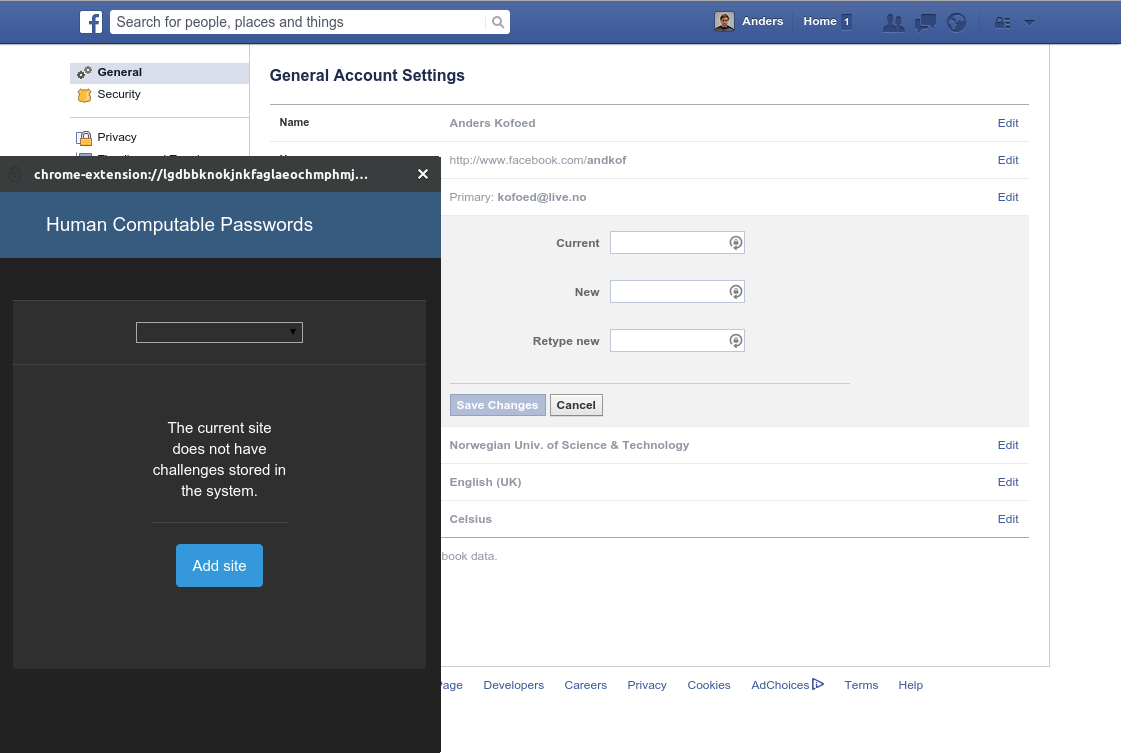 f
Search for people, places and things
Anders
Home 1
General
Security
Privacy
General Account Settings
Name
Anders Kofoed
Edit
http://www.facebook.com/andkof
Edit
Primary: kofoed@live.no
Edit
Current
New
Retype new
Save Changes
Cancel
Norwegian Univ. of Science & Technology
Edit
English (UK)
Edit
Celsius
Edit
book data.
Developers
Careers
Privacy
Cookies
AdChoices
Terms
Help
chrome-extension://lgdbbknokjnkfaglaeochmphmj...
Human Computable Passwords
The current site
does not have
challenges stored in
the system.
Add site